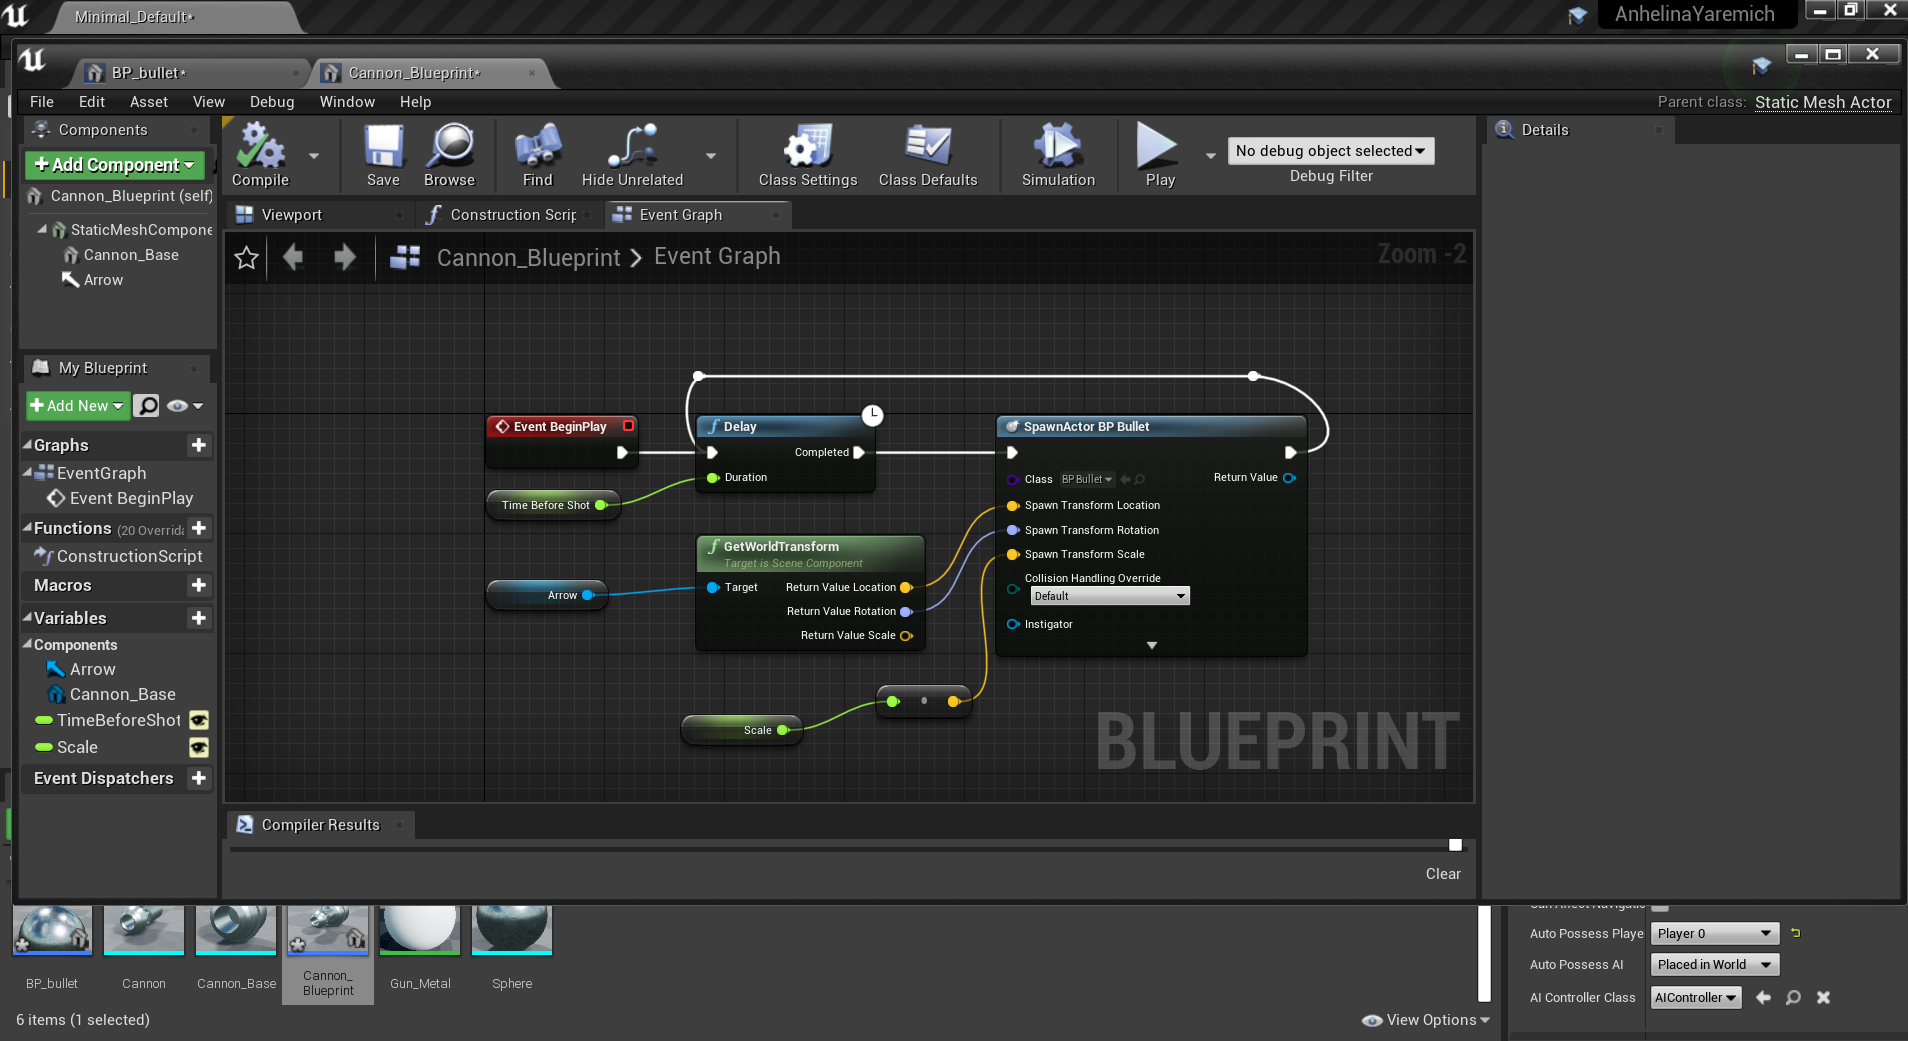 Minimal_Default*
AnhelinaYaremich
BP_bullet*
Cannon_Blueprint*
File Edit Asset View Debug Window Help
Parent class: Static Mesh Actor
Components
+ Add Component
Cannon_Blueprint (self)
StaticMeshCompone
Cannon_Base
Arrow
Compile
Save
Browse
Find
Hide Unrelated
Class Settings
Class Defaults
Simulation
Play
No debug object selected
Debug Filter
Details
Viewport
Construction Scrip
Event Graph
Cannon_Blueprint > Event Graph
Zoom -2
My Blueprint
+ Add New
Graphs
EventGraph
Event BeginPlay
Functions (20 Overrida
ConstructionScript
Macros
Variables
Components
Arrow
Cannon_Base
TimeBeforeShot
Scale
Event Dispatchers
Event BeginPlay
Time Before Shot
Delay
Completed
Duration
Arrow
GetWorldTransform
Target is Scene Component
Target
Return Value Location
Return Value Rotation
Return Value Scale
Scale
SpawnActor BP Bullet
Class BP Bullet
Return Value
Spawn Transform Location
Spawn Transform Rotation
Spawn Transform Scale
Collision Handling Override
Default
Instigator
BLUEPRINT
Compiler Results
Clear
BP_bullet
Cannon
Cannon_Base
Cannon_
Blueprint
Gun_Metal
Sphere
6 items (1 selected)
View Options
Auto Possess Playe Player 0
Auto Possess AI Placed in World
AI Controller Class AIController